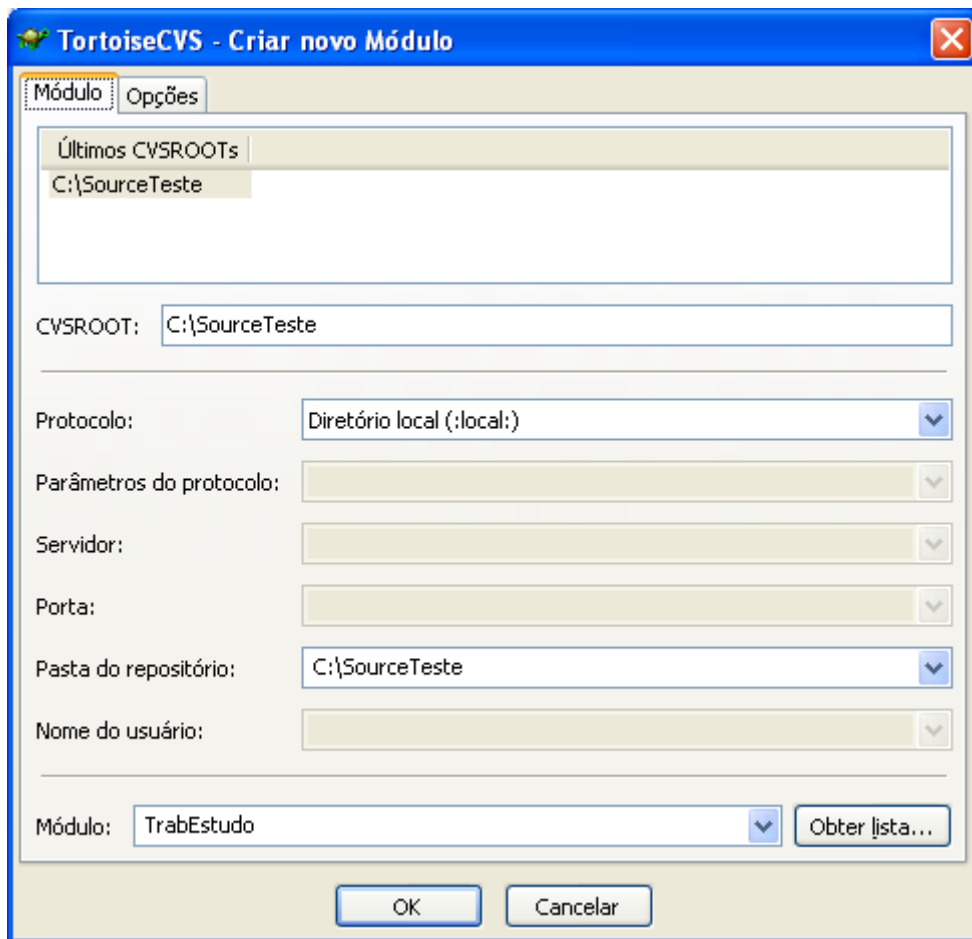 TortoiseCVS - Criar novo Módulo
Módulo Opções
Últimos CVSROOTs
C:\SourceTeste
CVSROOT: C:\SourceTeste
Protocolo: Diretório local (:local:)
Parâmetros do protocolo:
Servidor:
Porta:
Pasta do repositório: C:\SourceTeste
Nome do usuário:
Módulo: TrabEstudo Obter lista...
OK Cancelar